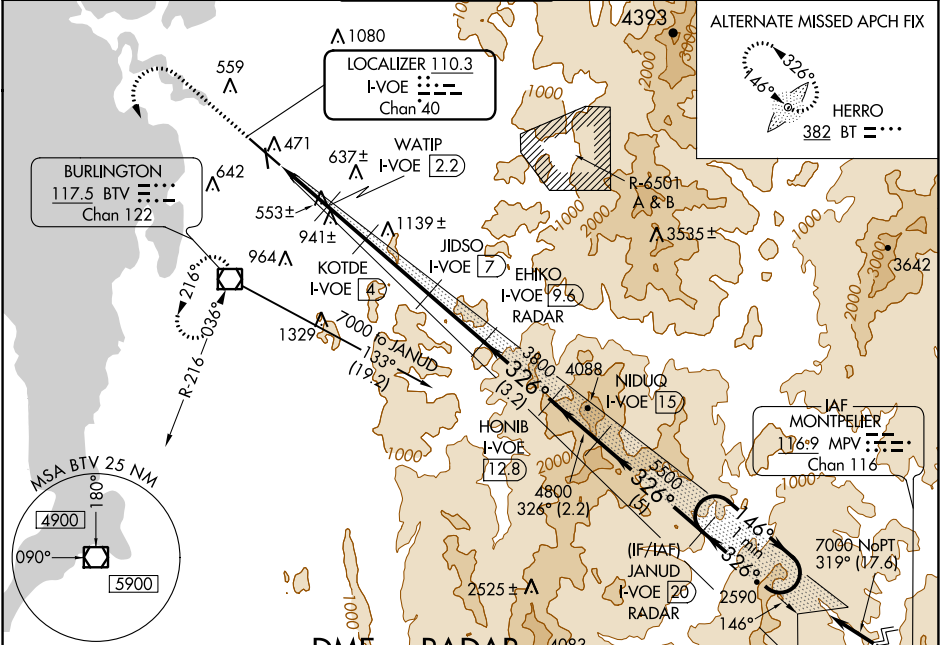 4393
3000
2000
1000
ALTERNATE MISSED APCH FIX
326°
146°
HERRO
382 BT
1080
559
LOCALIZER 110.3
I-VOE
Chan 40
471
WATIP
I-VOE 2.2
637±
642
BURLINGTON
117.5 BTV
Chan 122
553±
941±
1139±
R-6501
A & B
1000
1000
3535±
3000
3642
2000
964
KOTDE
I-VOE 4
JIDSO
I-VOE 7
EHIKO
I-VOE 9.6
RADAR
216°
036°
R-216
1329
7000 to JANUD
133°
(19.2)
3800
326°
(3.2)
4088
NIDUQ
I-VOE 15
HONIB
I-VOE
12.8
1000
2000
4800
326° (2.2)
5500
326°
(5)
IAF
MONTPELIER
116.9 MPV
Chan 116
1000
MSA BTV 25 NM
180°
4900
090°
5900
146°
1 min
326°
7000 NoPT
319° (17.6)
(IF/IAF)
JANUD
I-VOE 20
RADAR
2590
146°
2525±
1000
DME
RADAR
4083